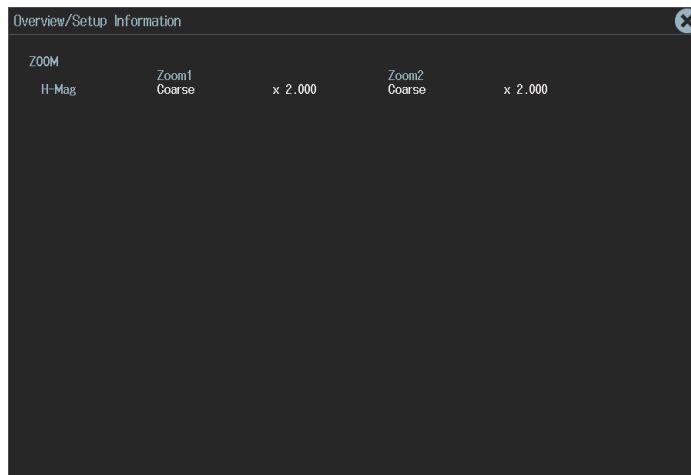 Overview/Setup Information
ZOOM
Zoom1 Zoom2
H-Mag Coarse x 2.000 Coarse x 2.000